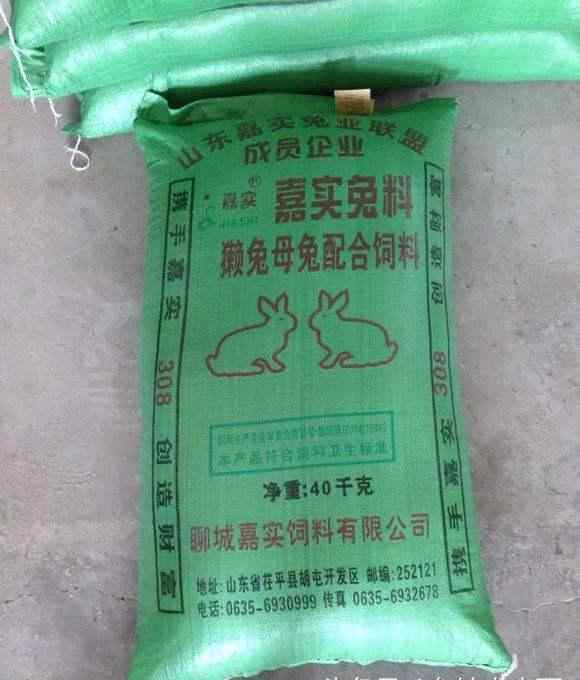 山东嘉实兔业联盟
成员企业
嘉实®
JIASHI
嘉实兔料
獭兔母兔配合饲料
携手嘉实 308 创造财富
携手嘉实 308 创造财富
本产品符合饲料卫生标准
净重:40千克
聊城嘉实饲料有限公司
地址:山东省茌平县胡屯开发区 邮编:252121
电话:0635-6930999 传真 0635-6932678